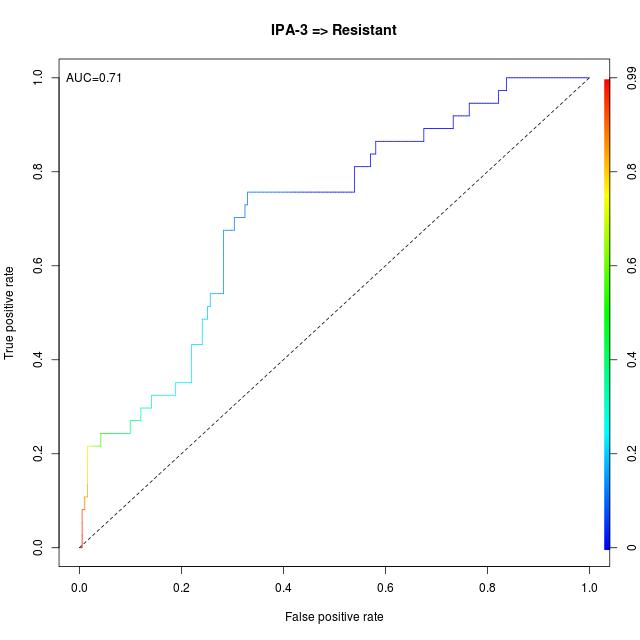 IPA-3 => Resistant
AUC=0.71
True positive rate
0.0 0.2 0.4 0.6 0.8 1.0
0.0 0.2 0.4 0.6 0.8 1.0
False positive rate
0 0.2 0.4 0.6 0.8 0.99